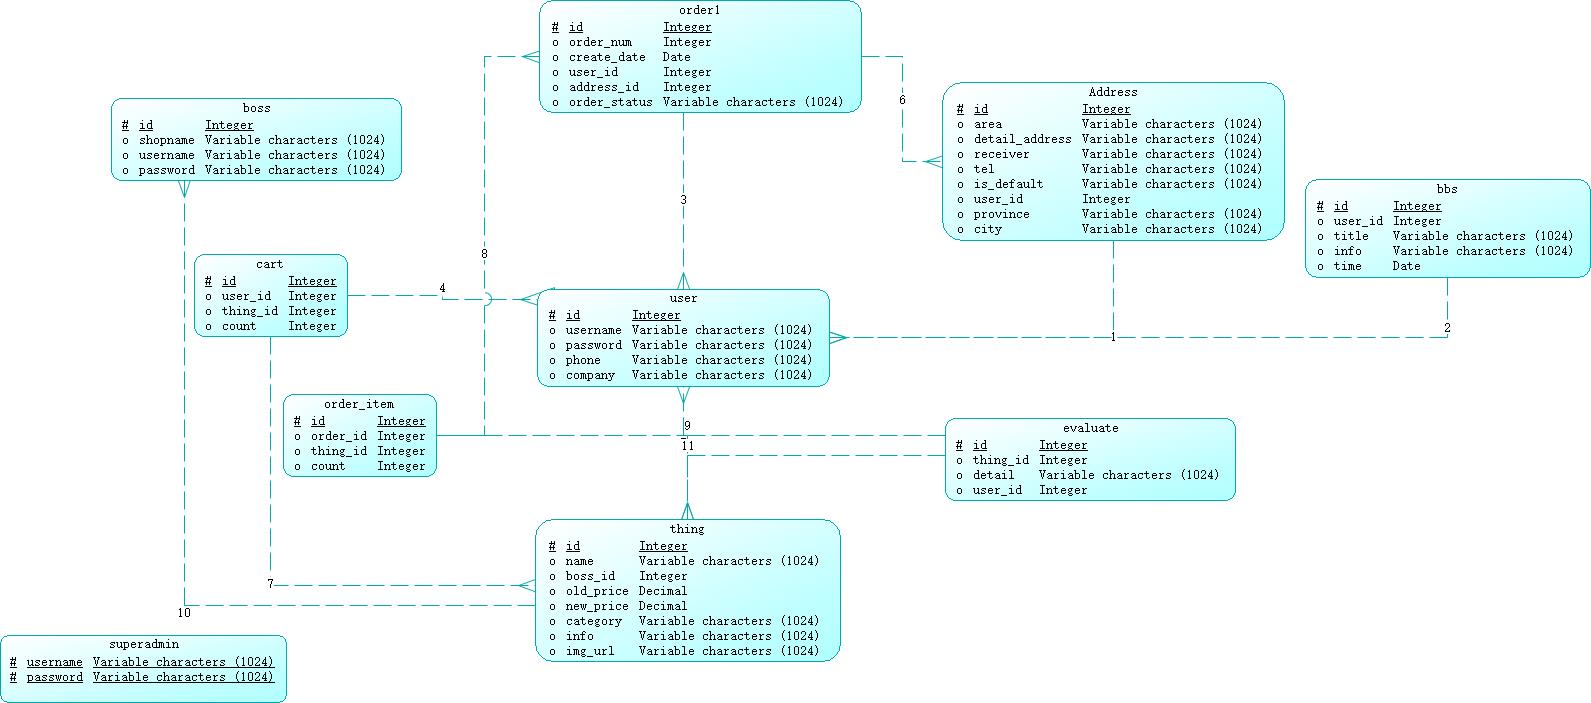 order1
# id Integer
o order_num Integer
o create_date Date
o user_id Integer
o address_id Integer
o order_status Variable characters (1024)
boss
# id Integer
o shopname Variable characters (1024)
o username Variable characters (1024)
o password Variable characters (1024)
6
Address
# id Integer
o area Variable characters (1024)
o detail_address Variable characters (1024)
o receiver Variable characters (1024)
o tel Variable characters (1024)
o is_default Variable characters (1024)
o user_id Integer
o province Variable characters (1024)
o city Variable characters (1024)
bbs
# id Integer
o user_id Integer
o title Variable characters (1024)
o info Variable characters (1024)
o time Date
3
8
cart
# id Integer
o user_id Integer
o thing_id Integer
o count Integer
4
user
# id Integer
o username Variable characters (1024)
o password Variable characters (1024)
o phone Variable characters (1024)
o company Variable characters (1024)
1
2
order_item
# id Integer
o order_id Integer
o thing_id Integer
o count Integer
9
11
evaluate
# id Integer
o thing_id Integer
o detail Variable characters (1024)
o user_id Integer
thing
# id Integer
o name Variable characters (1024)
o boss_id Integer
o old_price Decimal
o new_price Decimal
o category Variable characters (1024)
o info Variable characters (1024)
o img_url Variable characters (1024)
7
10
superadmin
# username Variable characters (1024)
# password Variable characters (1024)